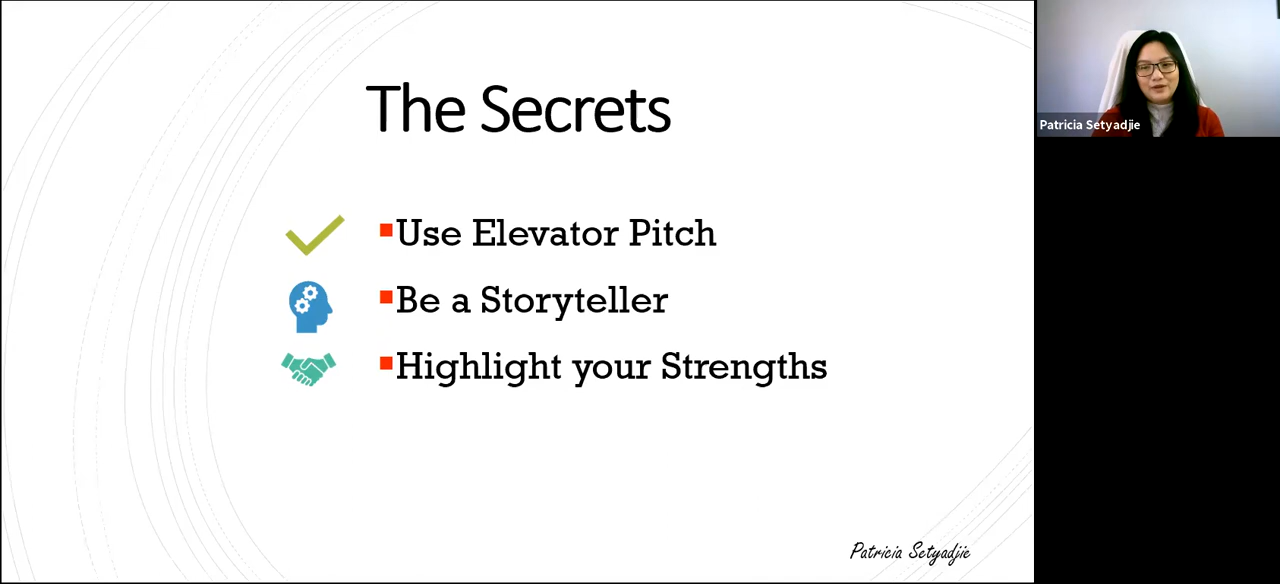 The Secrets
Use Elevator Pitch
Be a Storyteller
Highlight your Strengths
Patricia Setyadjie
Patricia Setyadjie